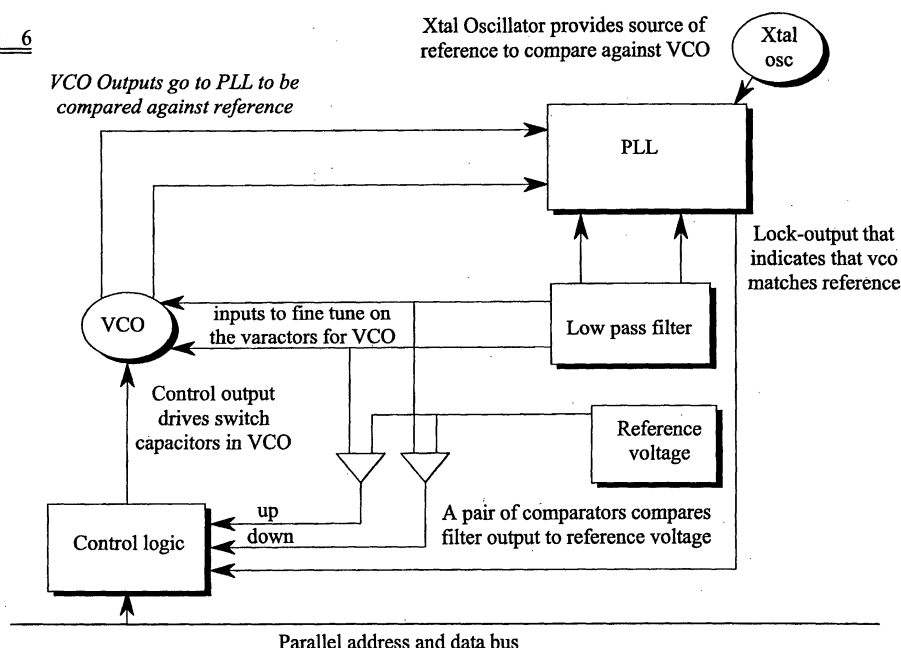 6
Xtal Oscillator provides source of
reference to compare against VCO
Xtal
osc
VCO Outputs go to PLL to be
compared against reference
PLL
Lock-output that
indicates that vco
matches reference
VCO
inputs to fine tune on
the varactors for VCO
Low pass filter
Control output
drives switch
capacitors in VCO
Reference
voltage
up
down
A pair of comparators compares
filter output to reference voltage
Control logic
Parallel address and data bus